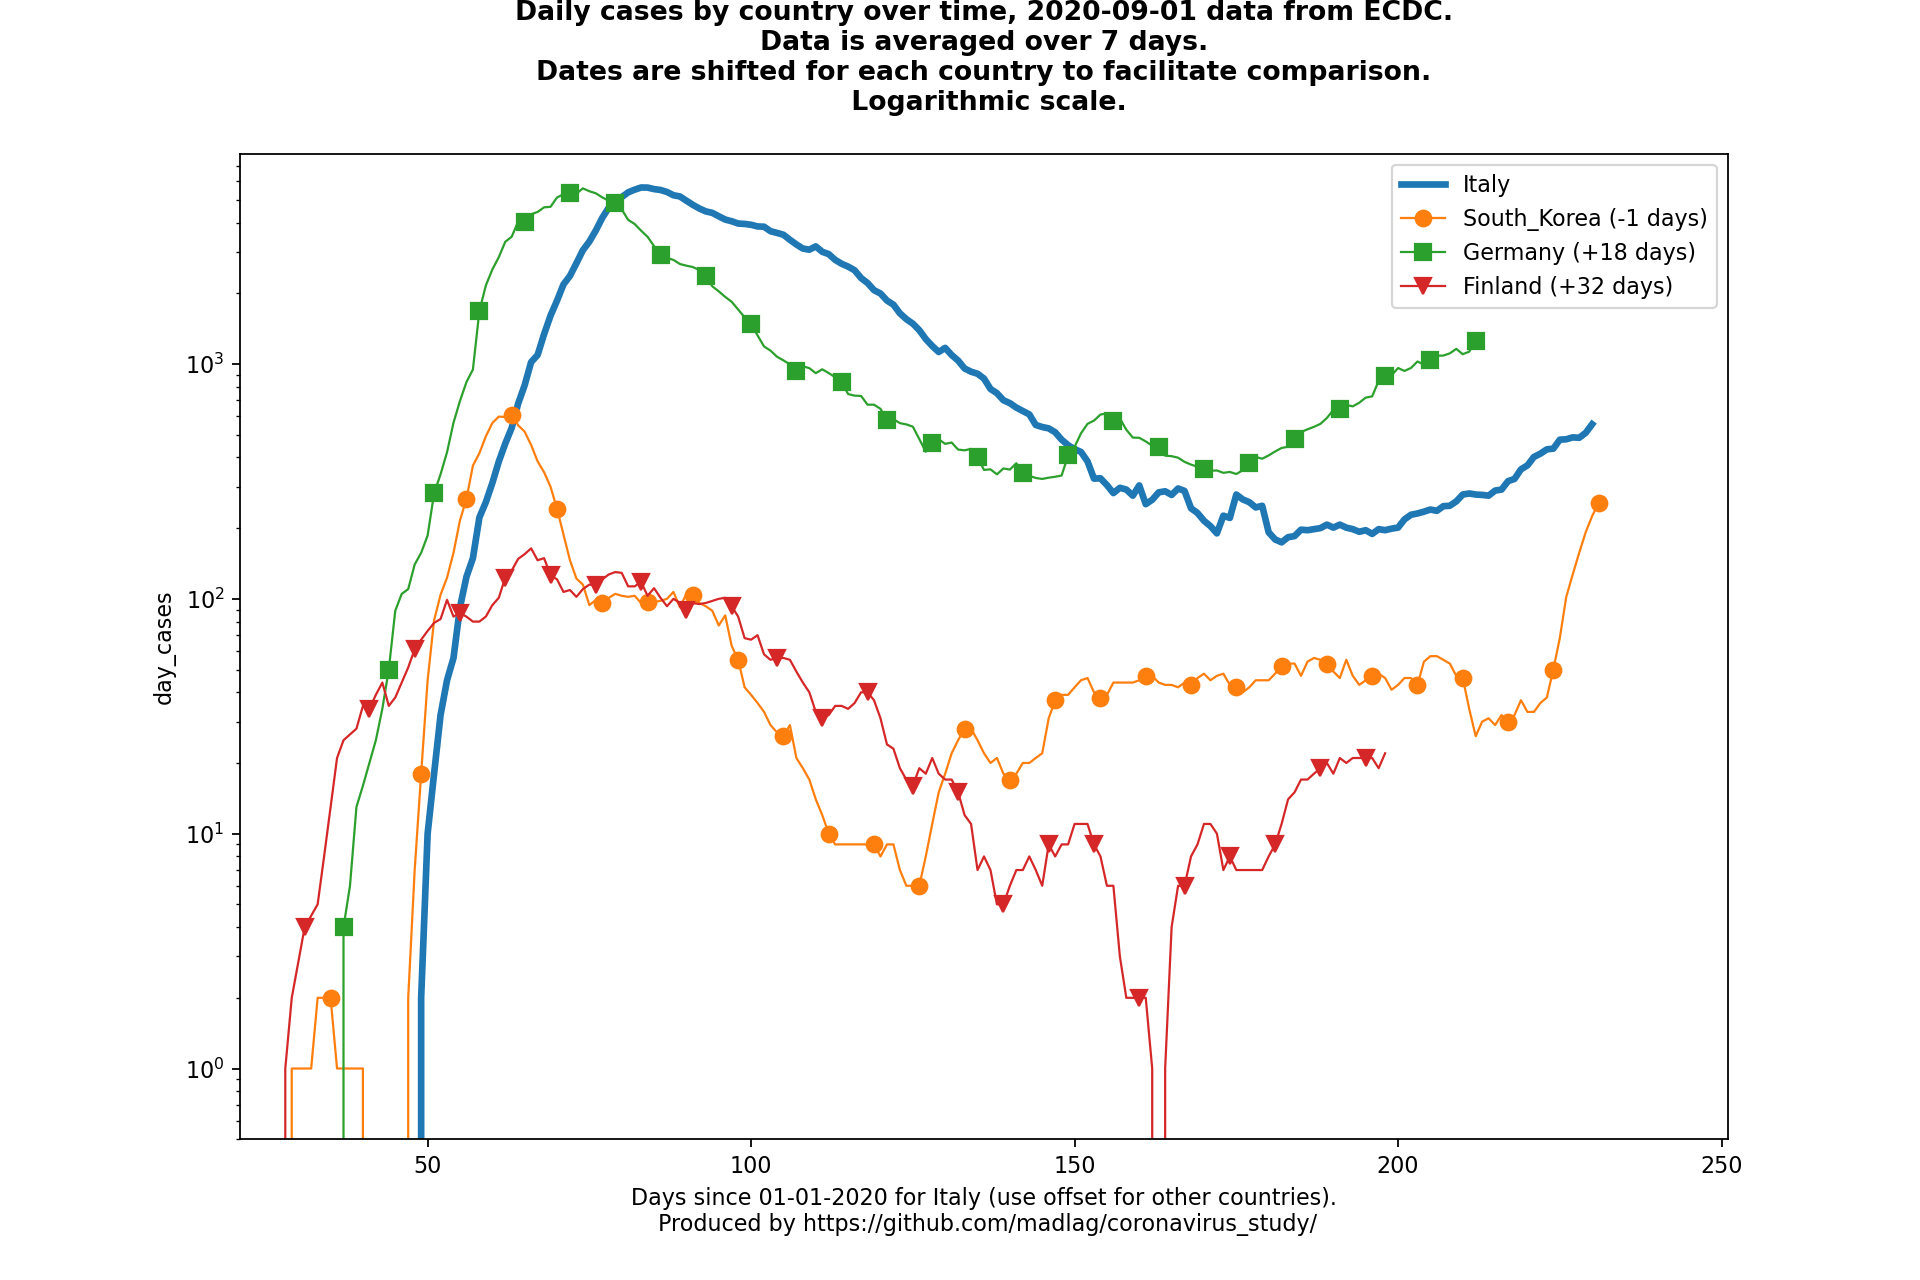 Daily cases by country over time, 2020-09-01 data from ECDC.
Data is averaged over 7 days.
Dates are shifted for each country to facilitate comparison.
Logarithmic scale.
Italy
South_Korea (-1 days)
Germany (+18 days)
Finland (+32 days)
day_cases
10³
10²
10¹
10⁰
50
100
150
200
250
Days since 01-01-2020 for Italy (use offset for other countries).
Produced by https://github.com/madlag/coronavirus_study/